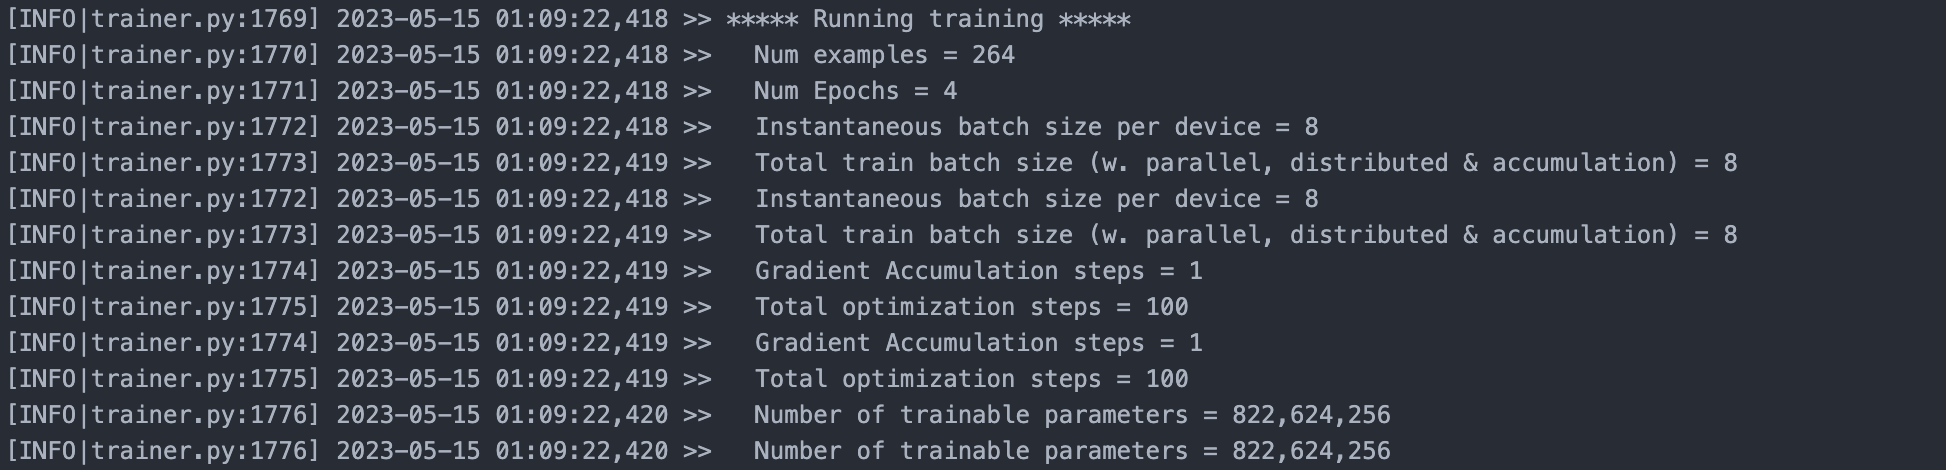 [INFO|trainer.py:1769] 2023-05-15 01:09:22,418 >> ***** Running training *****
[INFO|trainer.py:1770] 2023-05-15 01:09:22,418 >>   Num examples = 264
[INFO|trainer.py:1771] 2023-05-15 01:09:22,418 >>   Num Epochs = 4
[INFO|trainer.py:1772] 2023-05-15 01:09:22,418 >>   Instantaneous batch size per device = 8
[INFO|trainer.py:1773] 2023-05-15 01:09:22,419 >>   Total train batch size (w. parallel, distributed & accumulation) = 8
[INFO|trainer.py:1772] 2023-05-15 01:09:22,418 >>   Instantaneous batch size per device = 8
[INFO|trainer.py:1773] 2023-05-15 01:09:22,419 >>   Total train batch size (w. parallel, distributed & accumulation) = 8
[INFO|trainer.py:1774] 2023-05-15 01:09:22,419 >>   Gradient Accumulation steps = 1
[INFO|trainer.py:1775] 2023-05-15 01:09:22,419 >>   Total optimization steps = 100
[INFO|trainer.py:1774] 2023-05-15 01:09:22,419 >>   Gradient Accumulation steps = 1
[INFO|trainer.py:1775] 2023-05-15 01:09:22,419 >>   Total optimization steps = 100
[INFO|trainer.py:1776] 2023-05-15 01:09:22,420 >>   Number of trainable parameters = 822,624,256
[INFO|trainer.py:1776] 2023-05-15 01:09:22,420 >>   Number of trainable parameters = 822,624,256